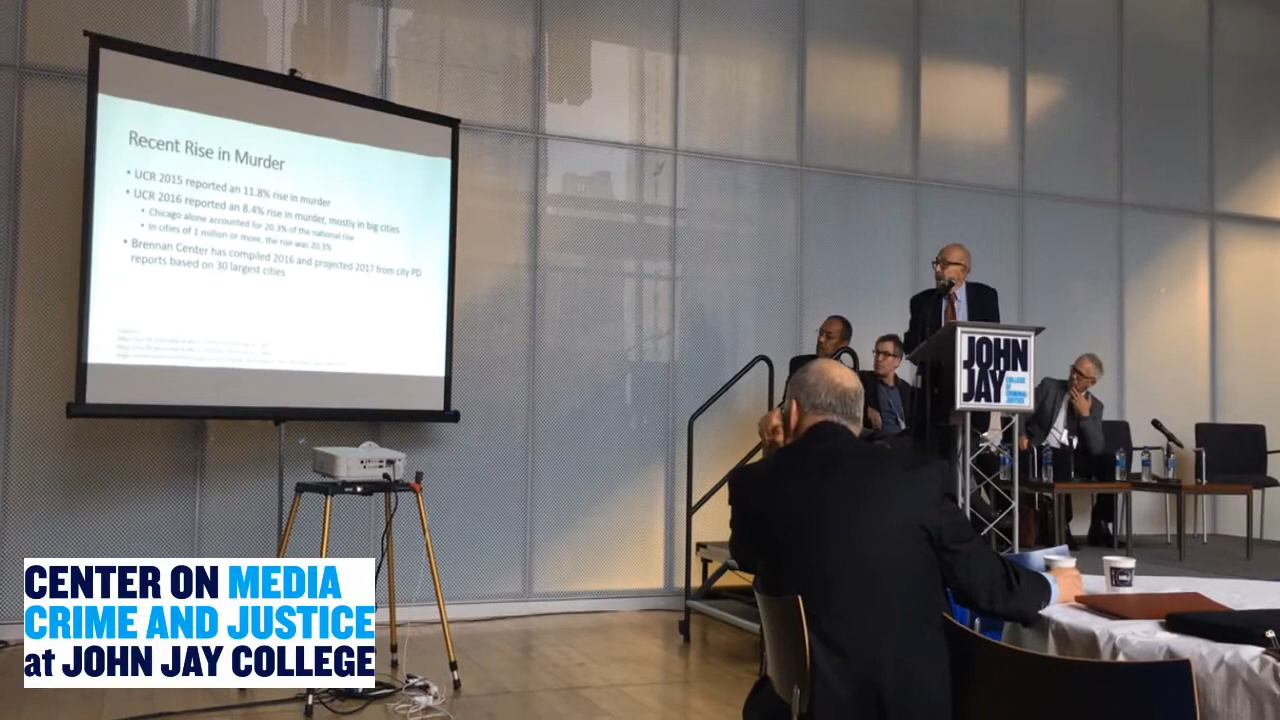 Recent Rise in Murder
• UCR 2015 reported an 11.8% rise in murder
• UCR 2016 reported an 8.4% rise in murder, mostly in big cities
• Chicago alone accounted for 20.3% of the national rise
• In cities of 1 million or more, the rise was 20.3%
• Brennan Center has compiled 2016 and projected 2017 from city PD
reports based on 30 largest cities
JOHN
JAY
COLLEGE
OF
CRIMINAL
JUSTICE
CENTER ON MEDIA
CRIME AND JUSTICE
at JOHN JAY COLLEGE